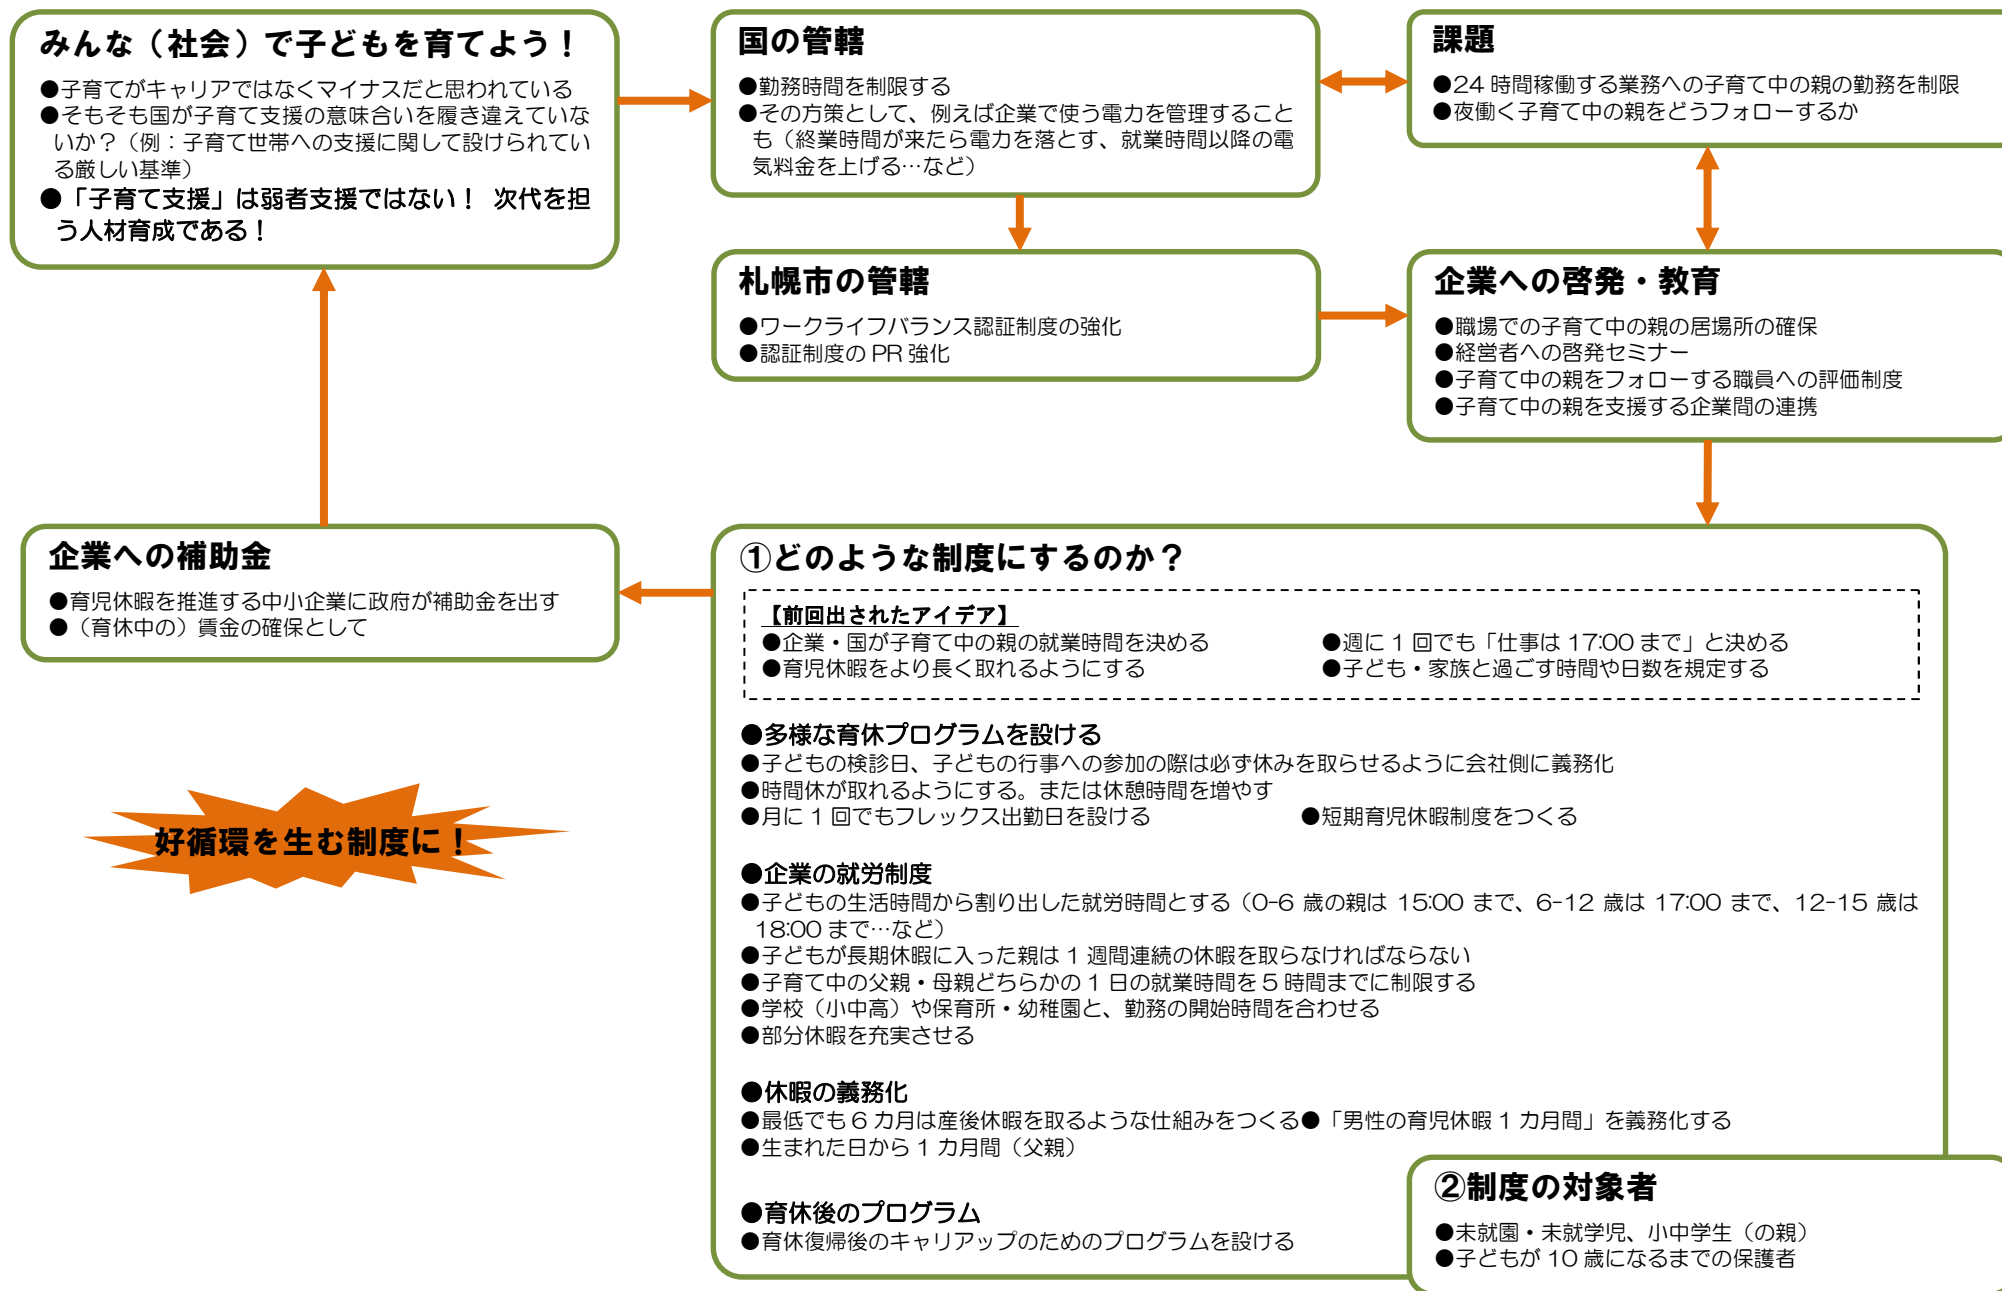 みんな（社会）で子どもを育てよう！
●子育てがキャリアではなくマイナスだと思われている
●そもそも国が子育て支援の意味合いを履き違えていな
いか？（例：子育て世帯への支援に関して設けられてい
る厳しい基準）
●「子育て支援」は弱者支援ではない！ 次代を担
う人材育成である！
国の管轄
●勤務時間を制限する
●その方策として、例えば企業で使う電力を管理すること
も（終業時間が来たら電力を落とす、就業時間以降の電
気料金を上げる…など）
課題
●24 時間稼働する業務への子育て中の親の勤務を制限
●夜働く子育て中の親をどうフォローするか
札幌市の管轄
●ワークライフバランス認証制度の強化
●認証制度の PR 強化
企業への啓発・教育
●職場での子育て中の親の居場所の確保
●経営者への啓発セミナー
●子育て中の親をフォローする職員への評価制度
●子育て中の親を支援する企業間の連携
企業への補助金
●育児休暇を推進する中小企業に政府が補助金を出す
●（育休中の）賃金の確保として
①どのような制度にするのか？
【前回出されたアイデア】
●企業・国が子育て中の親の就業時間を決める ●週に 1 回でも「仕事は 17:00 まで」と決める
●育児休暇をより長く取れるようにする ●子ども・家族と過ごす時間や日数を規定する
●多様な育休プログラムを設ける
●子どもの検診日、子どもの行事への参加の際は必ず休みを取らせるように会社側に義務化
●時間休が取れるようにする。または休憩時間を増やす
●月に 1 回でもフレックス出勤日を設ける ●短期育児休暇制度をつくる
●企業の就労制度
●子どもの生活時間から割り出した就労時間とする（0-6 歳の親は 15:00 まで、6-12 歳は 17:00 まで、12-15 歳は
18:00 まで…など）
●子どもが長期休暇に入った親は 1 週間連続の休暇を取らなければならない
●子育て中の父親・母親どちらかの 1 日の就業時間を 5 時間までに制限する
●学校（小中高）や保育所・幼稚園と、勤務の開始時間を合わせる
●部分休暇を充実させる
●休暇の義務化
●最低でも 6 カ月は産後休暇を取るような仕組みをつくる●「男性の育児休暇 1 カ月間」を義務化する
●生まれた日から 1 カ月間（父親）
●育休後のプログラム
●育休復帰後のキャリアップのためのプログラムを設ける
②制度の対象者
●未就園・未就学児、小中学生（の親）
●子どもが 10 歳になるまでの保護者
好循環を生む制度に！